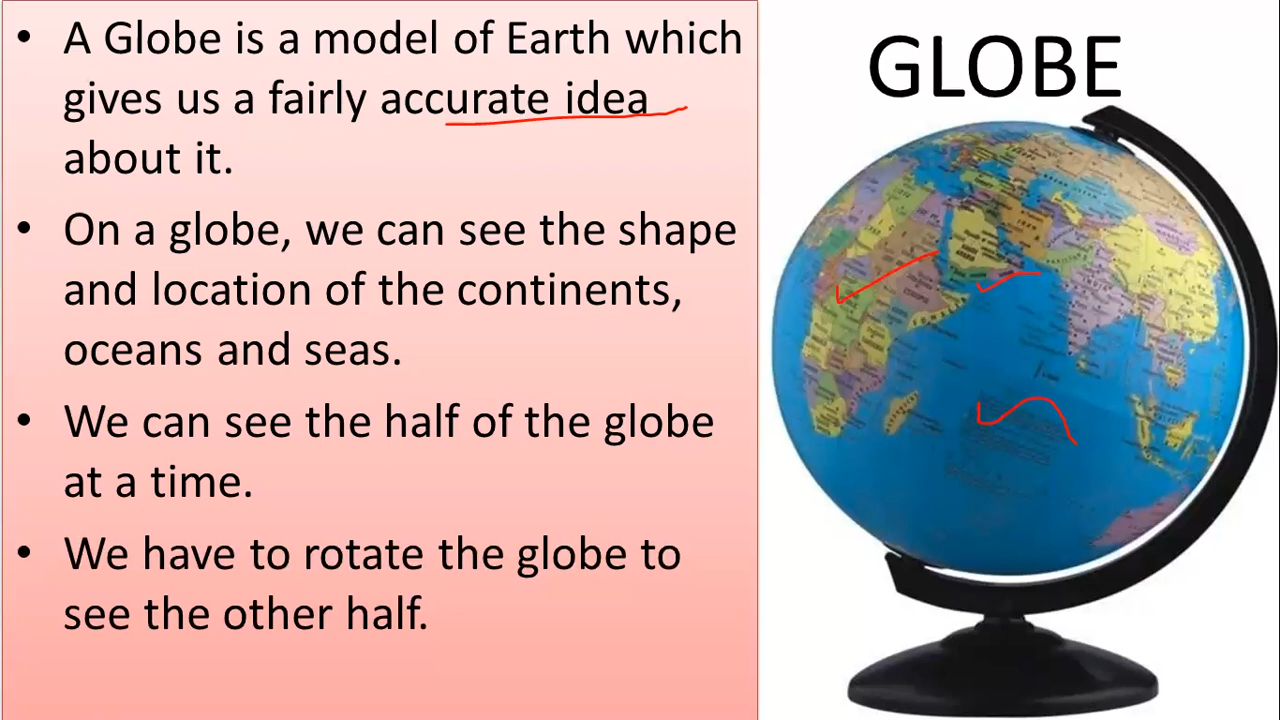 • A Globe is a model of Earth which
gives us a fairly accurate idea
about it.
• On a globe, we can see the shape
and location of the continents,
oceans and seas.
• We can see the half of the globe
at a time.
• We have to rotate the globe to
see the other half.
GLOBE
INDIA